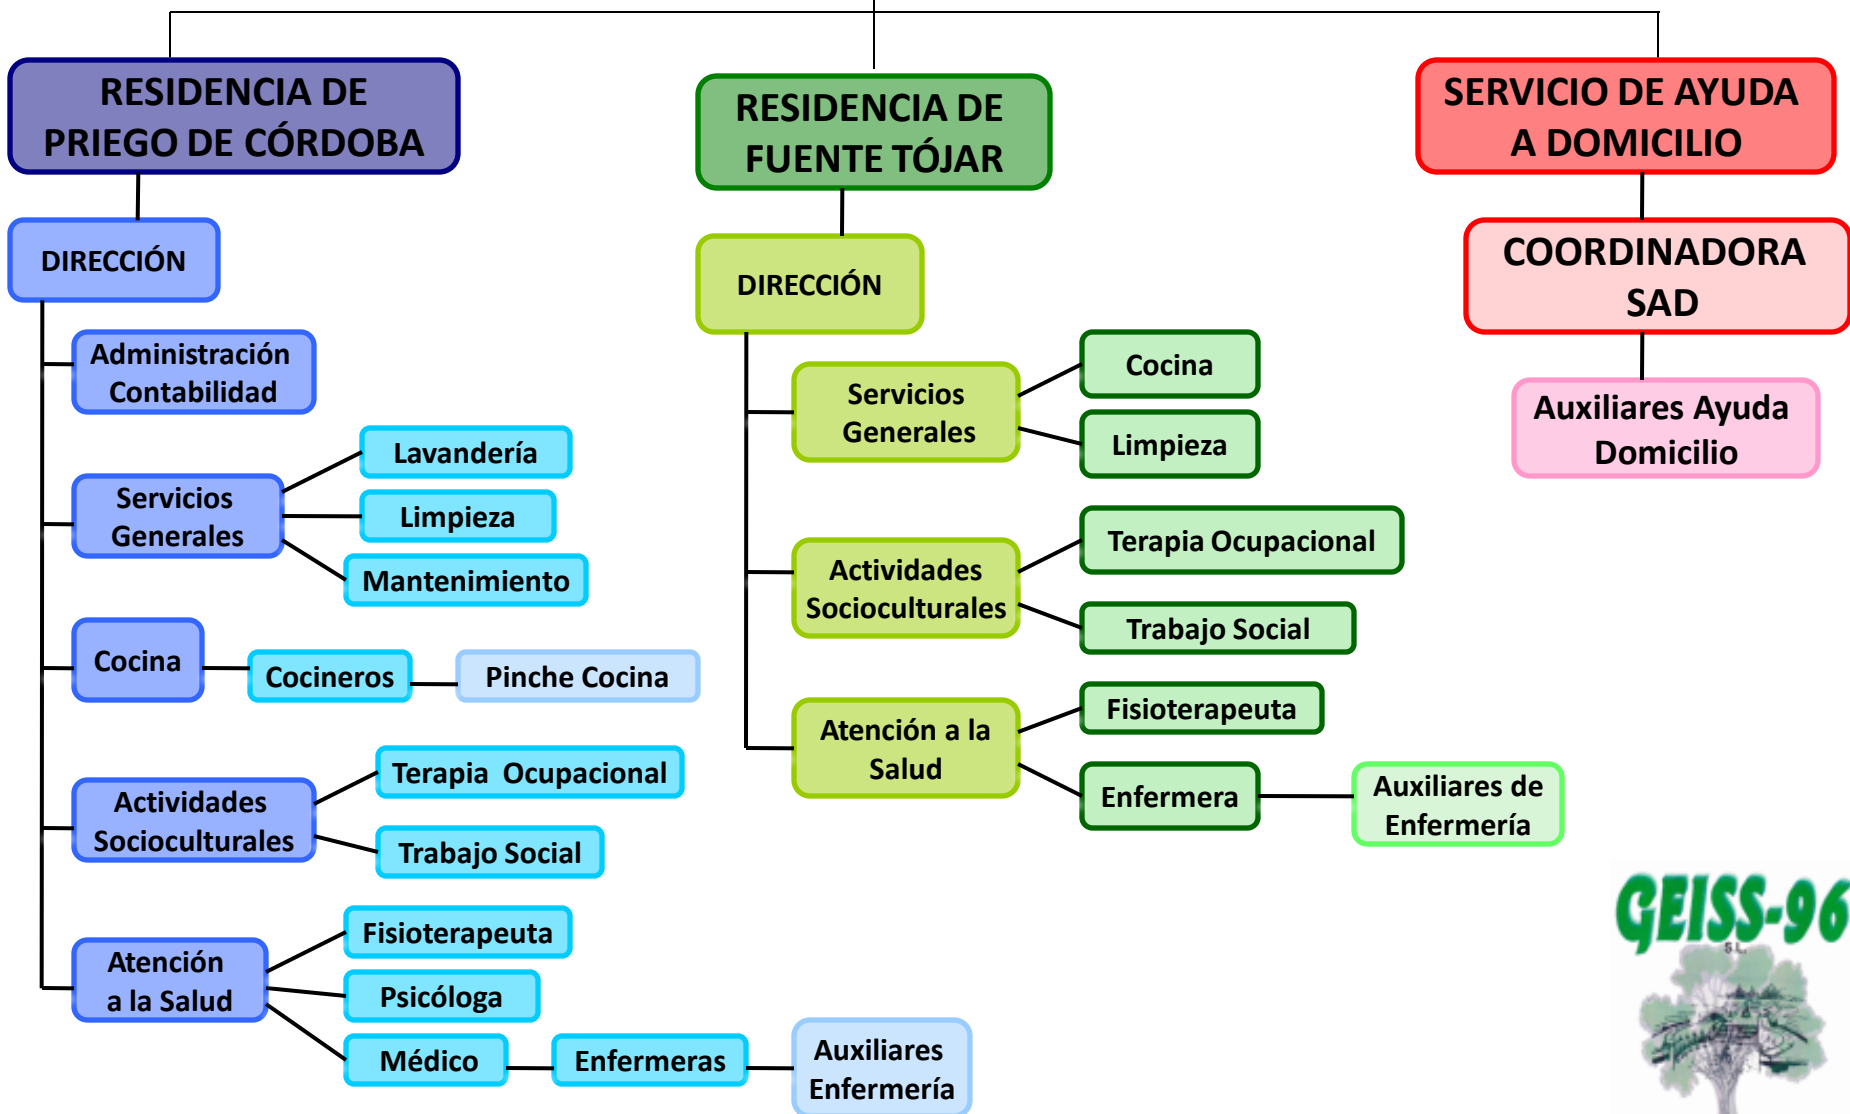 RESIDENCIA DE
PRIEGO DE CÓRDOBA
DIRECCIÓN
Administración
Contabilidad
Servicios
Generales
Lavandería
Limpieza
Mantenimiento
Cocina
Cocineros
Pinche Cocina
Actividades
Socioculturales
Terapia Ocupacional
Trabajo Social
Atención
a la Salud
Fisioterapeuta
Psicóloga
Médico
Enfermeras
Auxiliares
Enfermería
RESIDENCIA DE
FUENTE TÓJAR
DIRECCIÓN
Servicios
Generales
Cocina
Limpieza
Actividades
Socioculturales
Terapia Ocupacional
Trabajo Social
Atención a la
Salud
Fisioterapeuta
Enfermera
Auxiliares de
Enfermería
SERVICIO DE AYUDA
A DOMICILIO
COORDINADORA
SAD
Auxiliares Ayuda
Domicilio
GEISS-96
S.L.